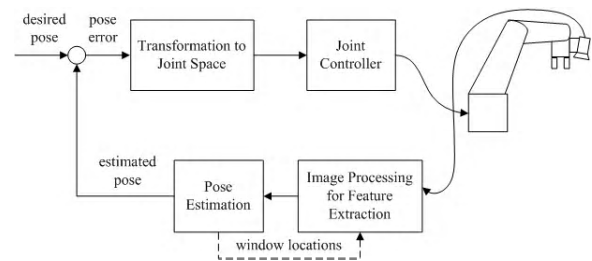 desired
pose
pose
error
Transformation to
Joint Space
Joint
Controller
estimated
pose
Pose
Estimation
Image Processing
for Feature
Extraction
window locations